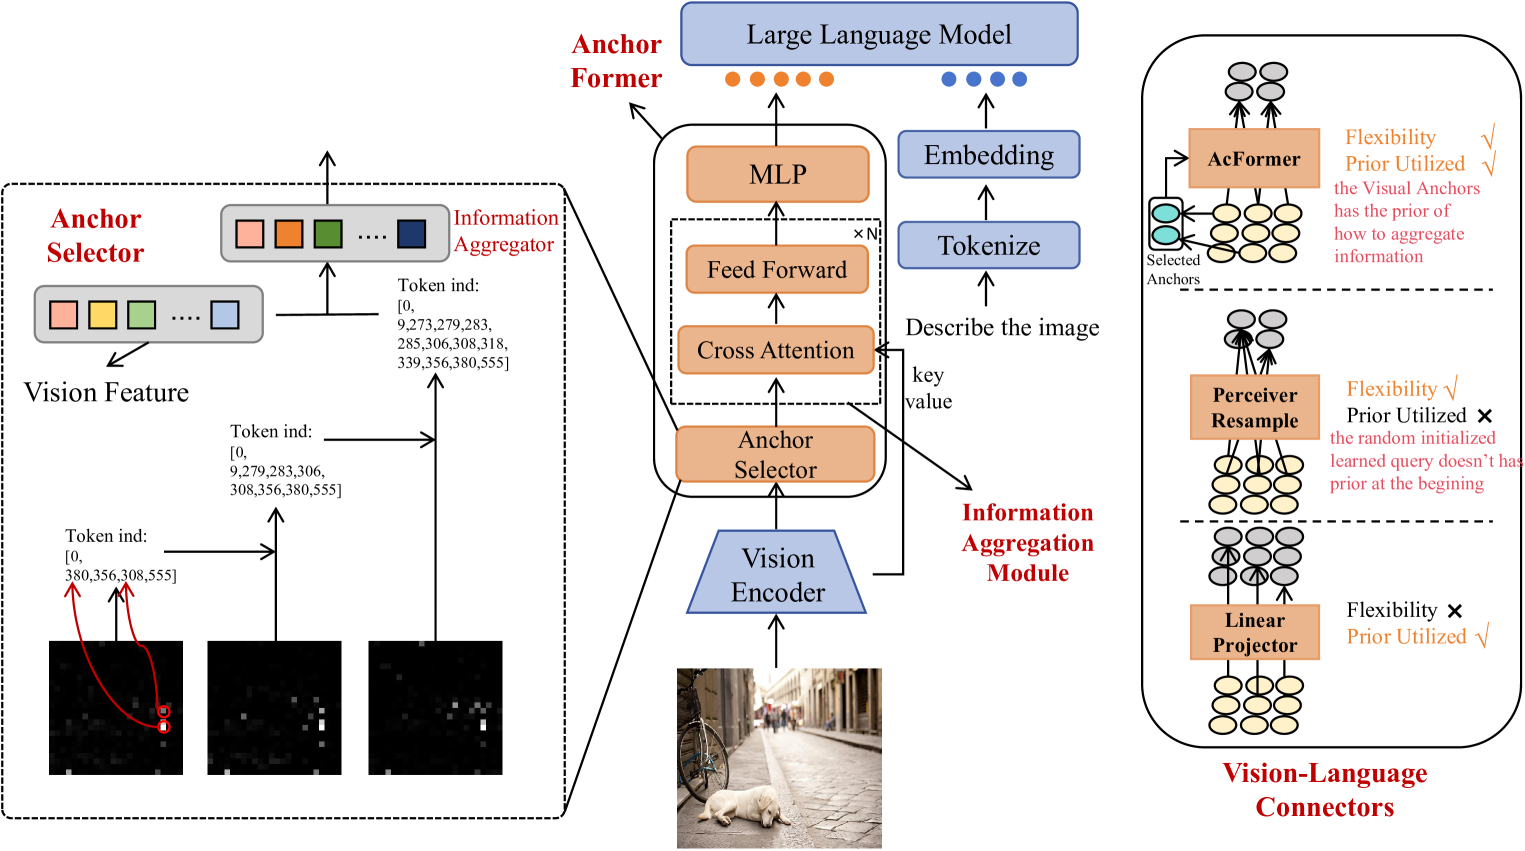 Large Language Model
Anchor
Former
MLP
× N
Feed Forward
Cross Attention
Anchor
Selector
Vision
Encoder
key
value
Embedding
Tokenize
Describe the image
Information
Aggregation
Module
Anchor
Selector
Information
Aggregator
....
....
Vision Feature
Token ind:
[0,
9,273,279,283,
285,306,308,318,
339,356,380,555]
Token ind:
[0,
9,279,283,306,
308,356,380,555]
Token ind:
[0,
380,356,308,555]
AcFormer
Selected
Anchors
Flexibility √
Prior Utilized √
the Visual Anchors
has the prior of
how to aggregate
information
Perceiver
Resample
Flexibility √
Prior Utilized ×
the random initialized
learned query doesn't has
prior at the begining
Linear
Projector
Flexibility ×
Prior Utilized √
Vision-Language
Connectors